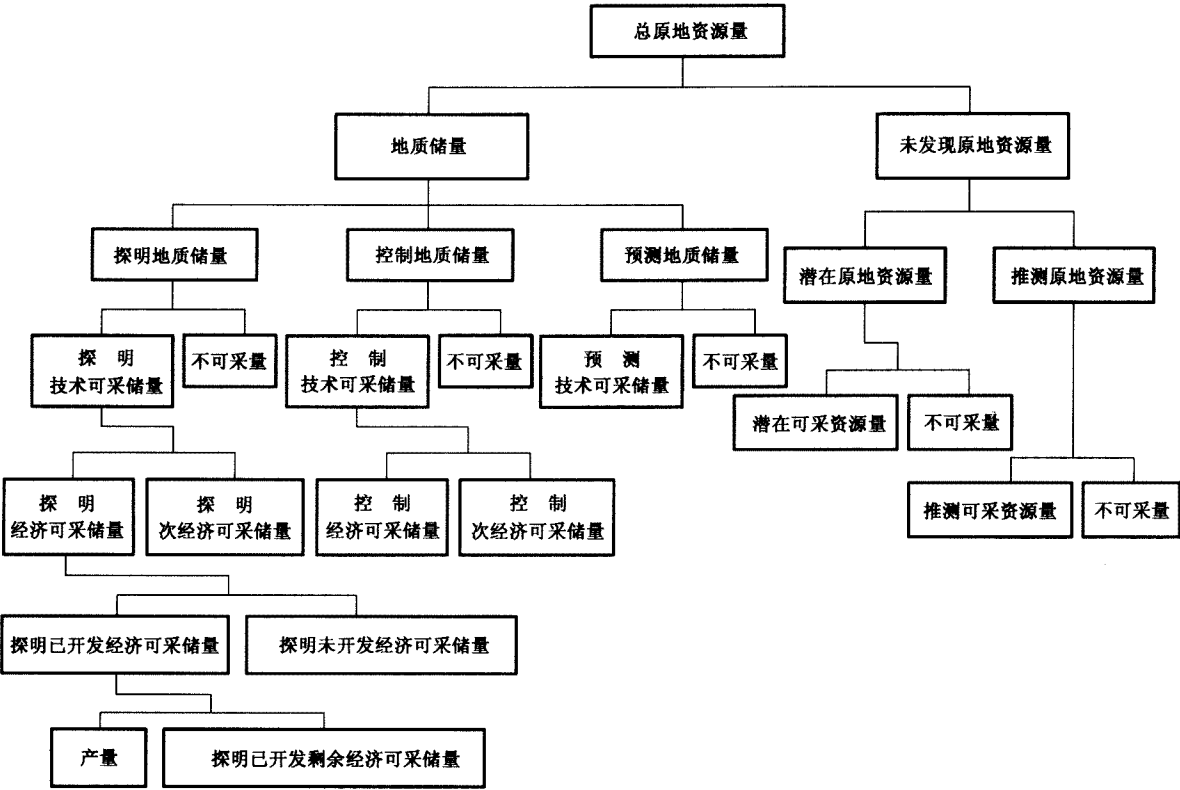 总原地资源量
地质储量
未发现原地资源量
探明地质储量
控制地质储量
预测地质储量
潜在原地资源量
推测原地资源量
探 明
技术可采储量
不可采量
控 制
技术可采储量
不可采量
预 测
技术可采储量
不可采量
潜在可采资源量
不可采量
探 明
经济可采储量
探 明
次经济可采储量
控 制
经济可采储量
控 制
次经济可采储量
推测可采资源量
不可采量
探明已开发经济可采储量
探明未开发经济可采储量
产量
探明已开发剩余经济可采储量